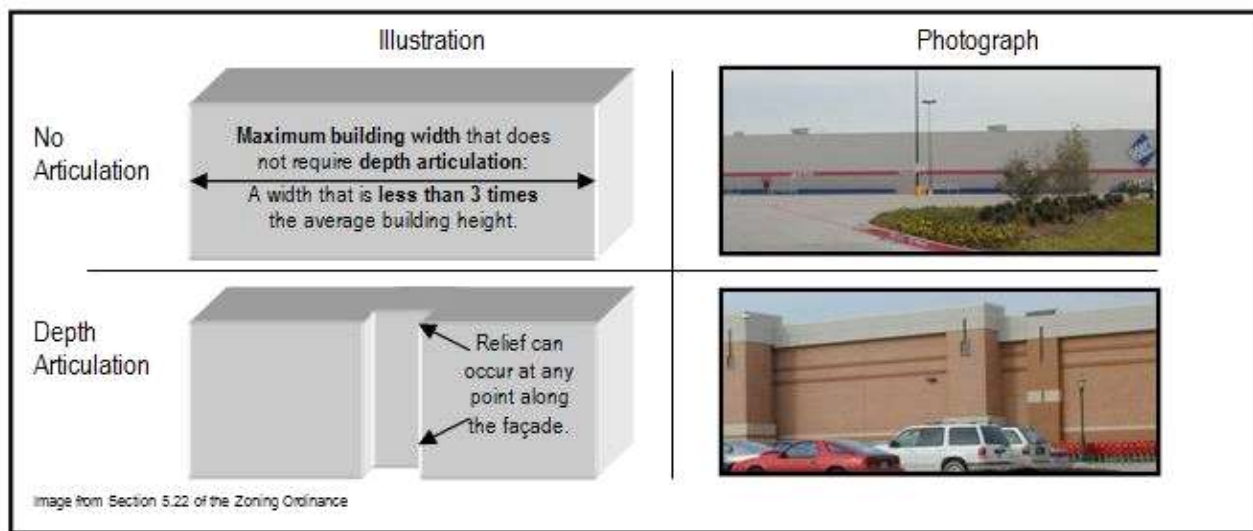 Illustration
Photograph
No
Articulation
Maximum building width that does
not require depth articulation:
A width that is less than 3 times
the average building height.
Depth
Articulation
Relief can
occur at any
point along
the façade.
Image from Section 5.22 of the Zoning Ordinance